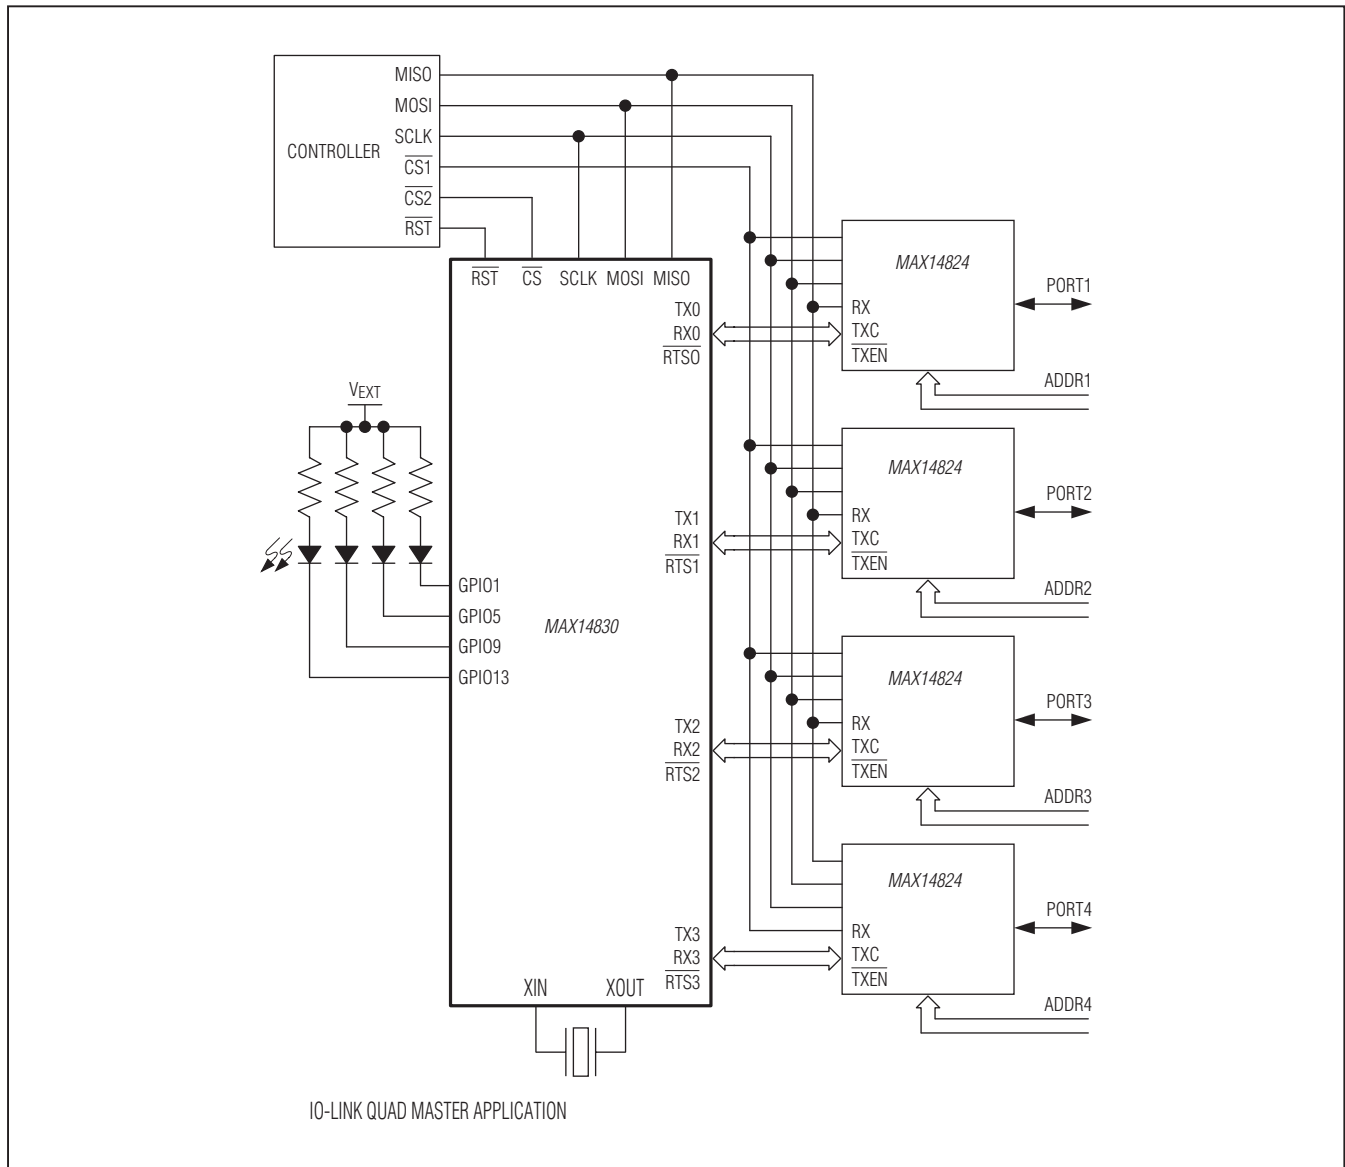 CONTROLLER
MISO
MOSI
SCLK
CS1
CS2
RST
RST CS SCLK MOSI MISO
MAX14830
TX0
RX0
RTS0
TX1
RX1
RTS1
TX2
RX2
RTS2
TX3
RX3
RTS3
VEXT
GPIO1
GPIO5
GPIO9
GPIO13
XIN XOUT
MAX14824
RX
TXC
TXEN
PORT1
ADDR1
MAX14824
RX
TXC
TXEN
PORT2
ADDR2
MAX14824
RX
TXC
TXEN
PORT3
ADDR3
MAX14824
RX
TXC
TXEN
PORT4
ADDR4
IO-LINK QUAD MASTER APPLICATION